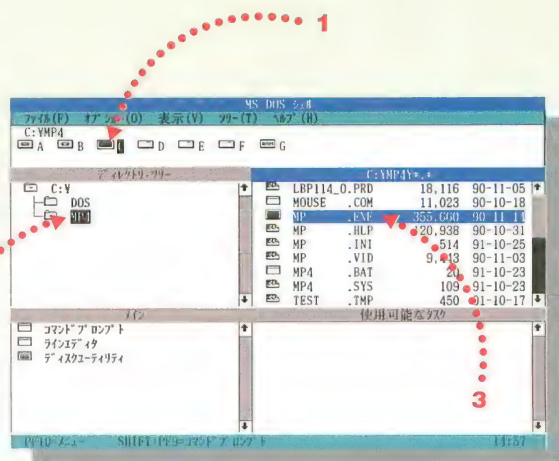 1
MS DOS シェル
ファイル(F) オプション(O) 表示(V) ツリー(T) ヘルプ(H)
C:¥MP4
A B C D E F G
ディレクトリ・ツリー
C:¥MP4¥*.*
C:¥
DOS
MP4
LBP114_0.PRD 18,116 90-11-05
MOUSE .COM 11,023 90-10-18
MP .EXE 355,660 90-11-11
MP .HLP 120,938 90-10-31
MP .INI 514 91-10-25
MP .VID 9,443 90-11-03
MP4 .BAT 20 91-10-23
MP4 .SYS 109 91-10-23
TEST .TMP 450 91-10-17
メイン
使用可能なタスク
コマンド プロンプト
ラインエディタ
ディスクユーティリティ
3
PF10=メニュー SHIFT+PF9=コマンド プロンプト 14:57